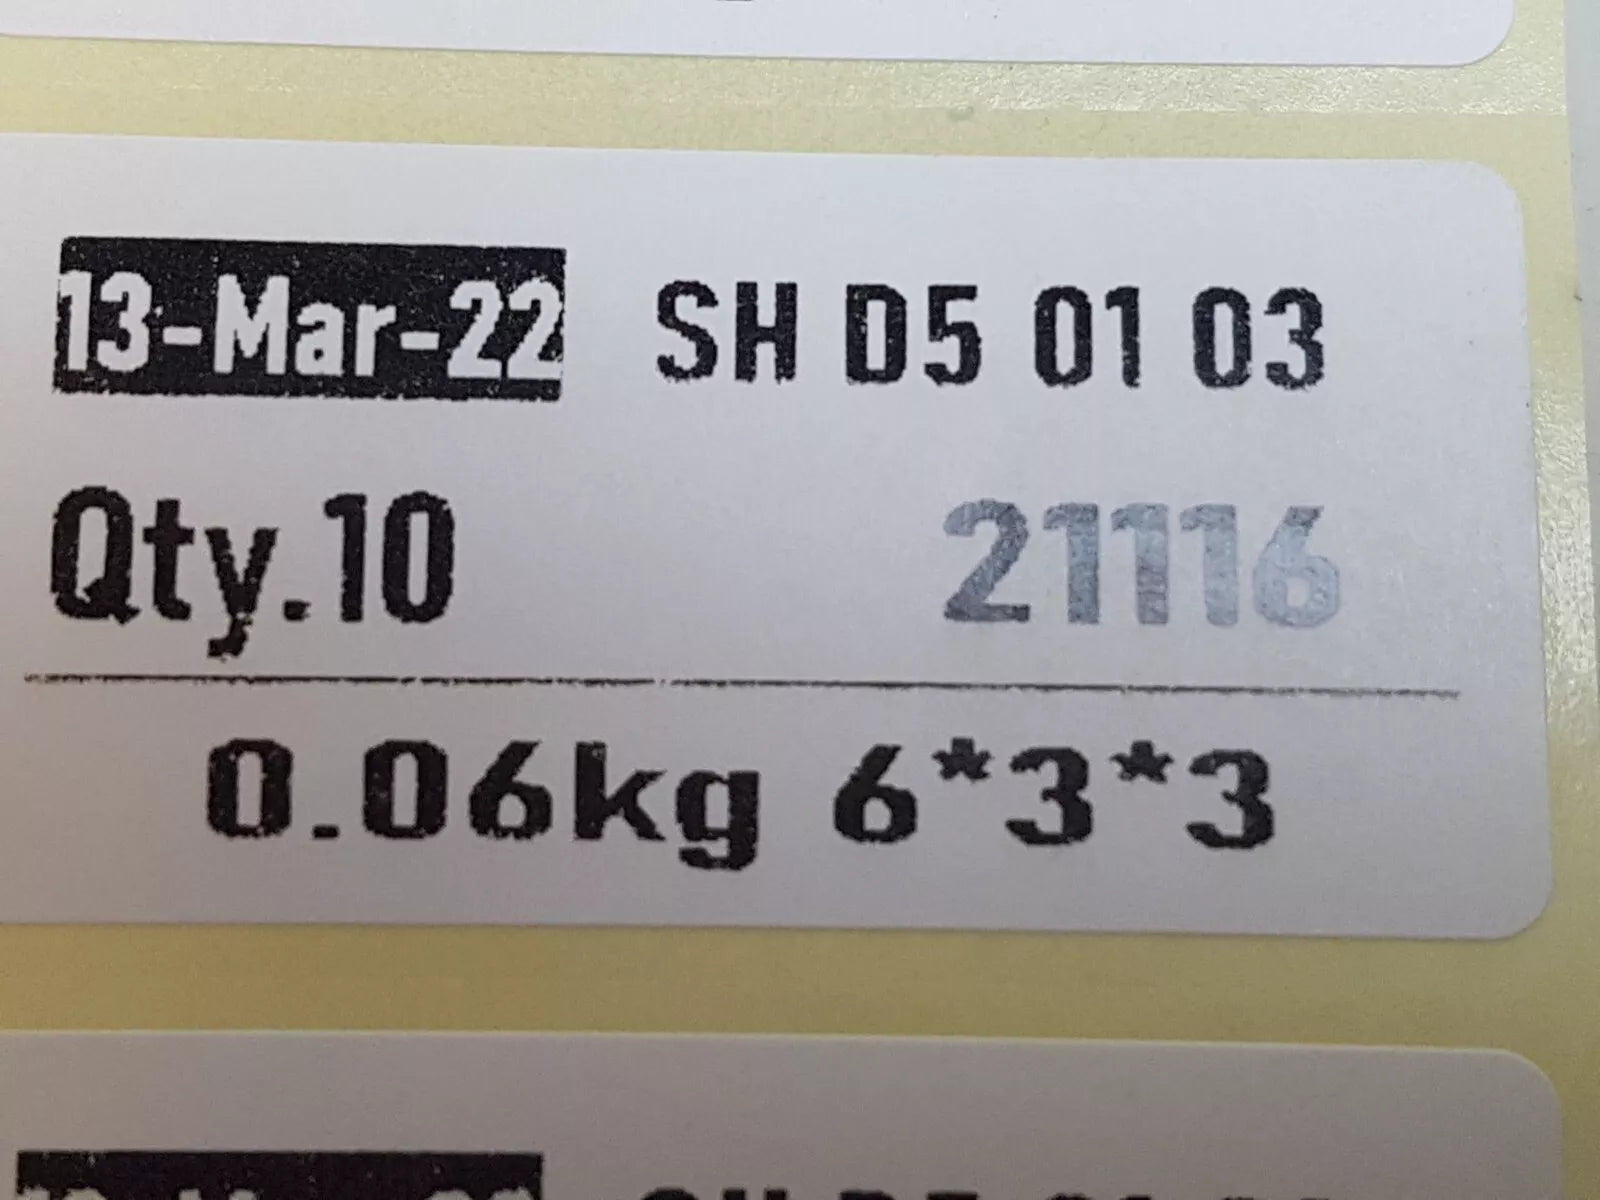 13-Mar-22 SH D5 01 03
Qty.10 21116
0.06kg 6*3*3